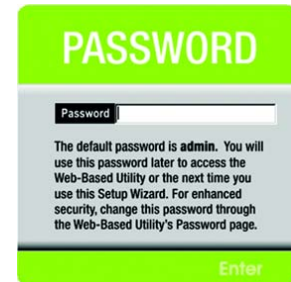 PASSWORD
Password
The default password is admin. You will
use this password later to access the
Web-Based Utility or the next time you
use this Setup Wizard. For enhanced
security, change this password through
the Web-Based Utility's Password page.
Enter